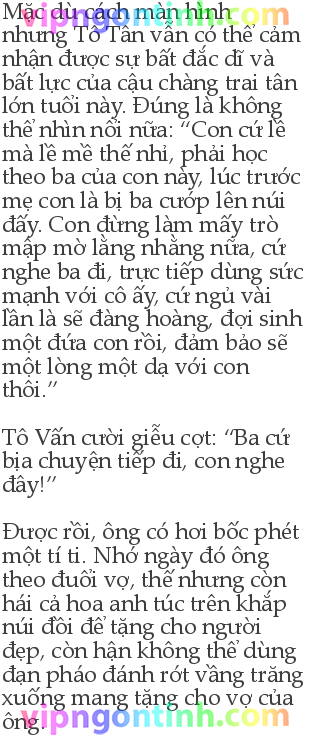 Mặc dù cách màn hình
vipngontinh.com
nhưng Tô Tấn vẫn có thể cảm
nhận được sự bất đắc dĩ và
bất lực của cậu chàng trai tân
lớn tuổi này. Đúng là không
thể nhìn nổi nữa: “Con cứ lề
mà lề mề thế nhỉ, phải học
theo ba của con này, lúc trước
mẹ con là bị ba cướp lên núi
đấy. Con đừng làm mấy trò
mập mờ lằng nhằng nữa, cứ
nghe ba đi, trực tiếp dùng sức
mạnh với cô ấy, cứ ngủ vài
lần là sẽ đàng hoàng, đợi sinh
một đứa con rồi, đảm bảo sẽ
một lòng một dạ với con
thôi.”
Tô Vấn cười giễu cợt: “Ba cứ
bịa chuyện tiếp đi, con nghe
đây!”
Được rồi, ông có hơi bốc phét
một tí ti. Nhớ ngày đó ông
theo đuổi vợ, thế nhưng còn
hái cả hoa anh túc trên khắp
núi đồi để tặng cho người
đẹp, còn hận không thể dùng
đạn pháo đánh rớt vầng trăng
xuống mang tặng cho vợ của
ông.
vipngontinh.com